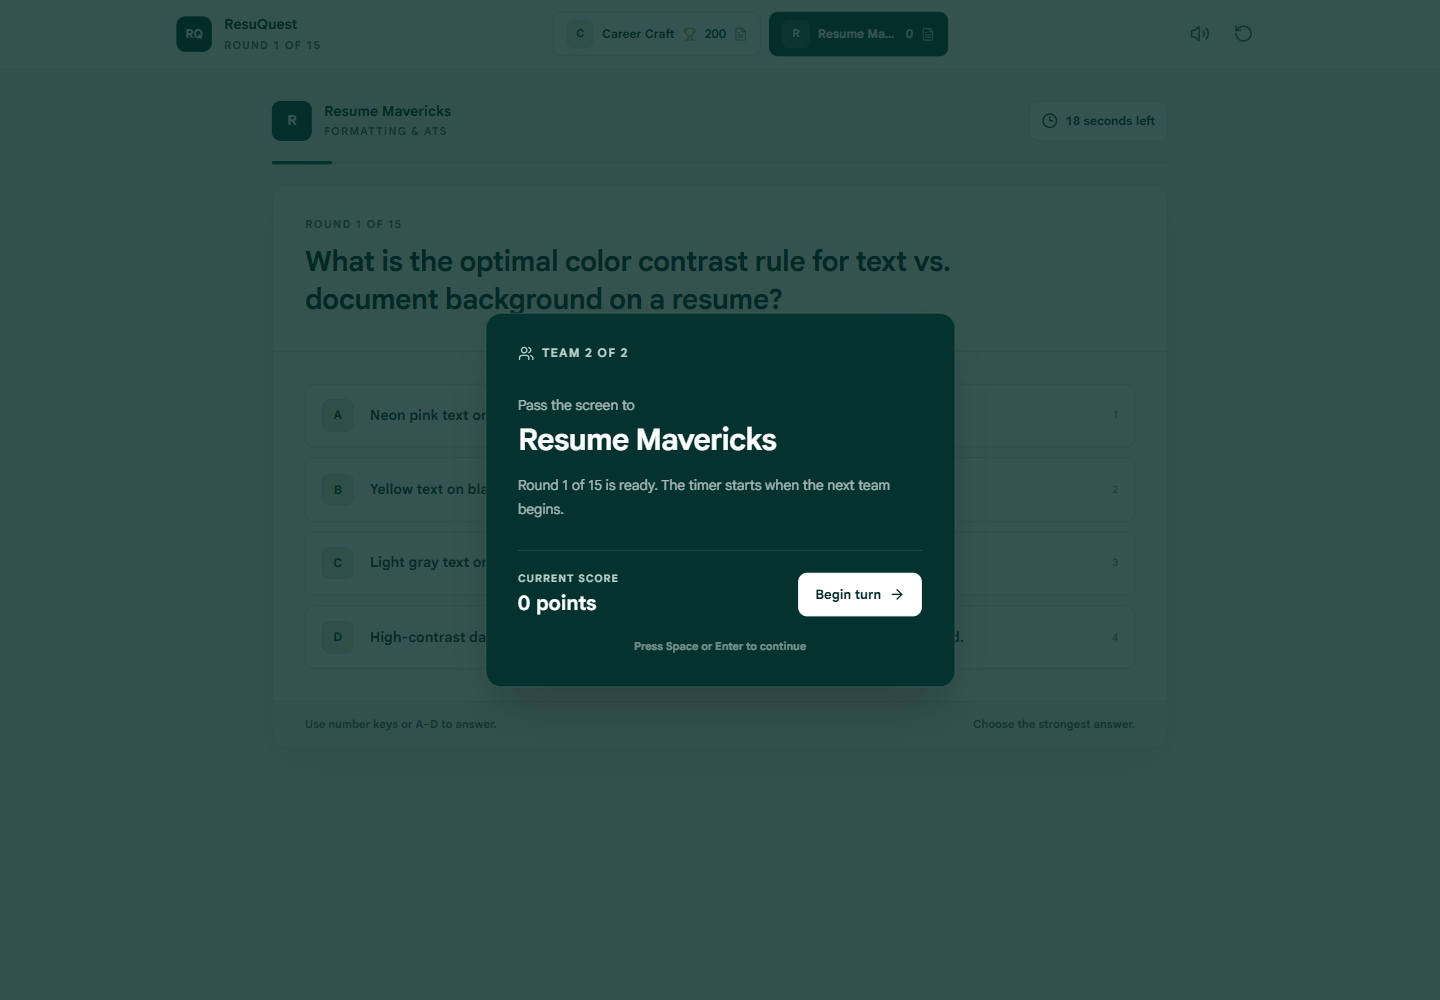 RQ
ResuQuest
ROUND 1 OF 15
C Career Craft 200
R Resume Ma... 0
R
Resume Mavericks
FORMATTING & ATS
18 seconds left
ROUND 1 OF 15
What is the optimal color contrast rule for text vs.
document background on a resume?
TEAM 2 OF 2
Pass the screen to
Resume Mavericks
Round 1 of 15 is ready. The timer starts when the next team
begins.
CURRENT SCORE
0 points
Begin turn
Press Space or Enter to continue
A Neon pink text or 1
B Yellow text on bla 2
C Light gray text or 3
D High-contrast da d. 4
Use number keys or A–D to answer.
Choose the strongest answer.